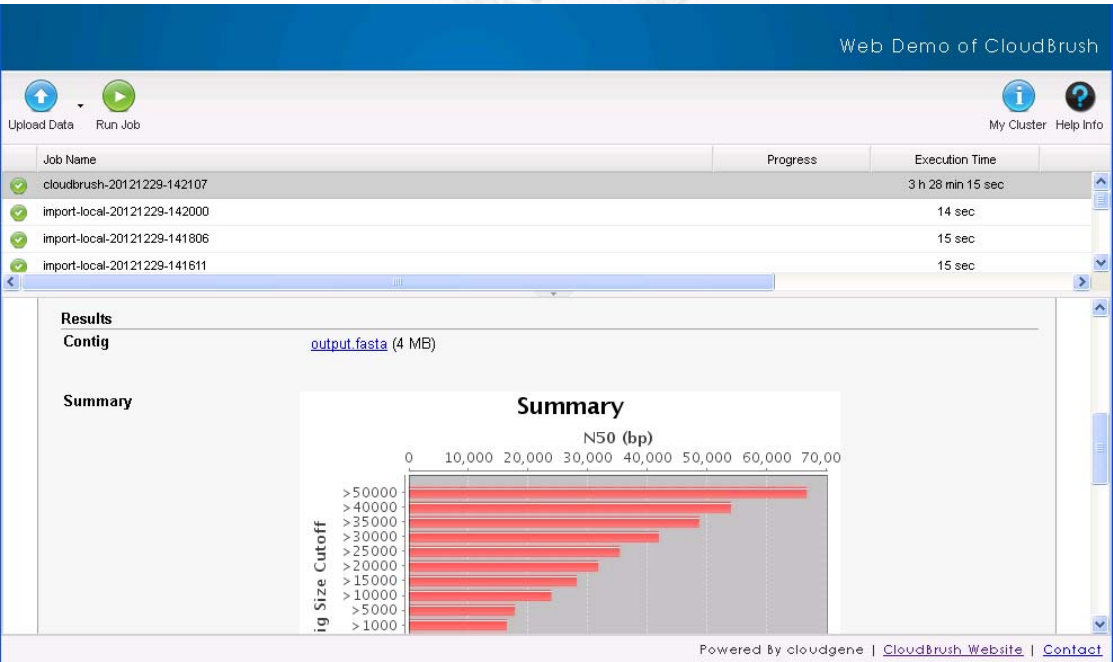 Web Demo of CloudBrush
Upload Data
Run Job
My Cluster
Help Info
Job Name Progress Execution Time
cloudbrush-20121229-142107 3 h 28 min 15 sec
import-local-20121229-142000 14 sec
import-local-20121229-141806 15 sec
import-local-20121229-141611 15 sec
Results
Contig output.fasta (4 MB)
Summary
Summary
N50 (bp)
0 10,000 20,000 30,000 40,000 50,000 60,000 70,00
>50000
>40000
>35000
>30000
>25000
>20000
>15000
>10000
>5000
>1000
ig Size Cutoff
Powered By cloudgene | CloudBrush Website | Contact